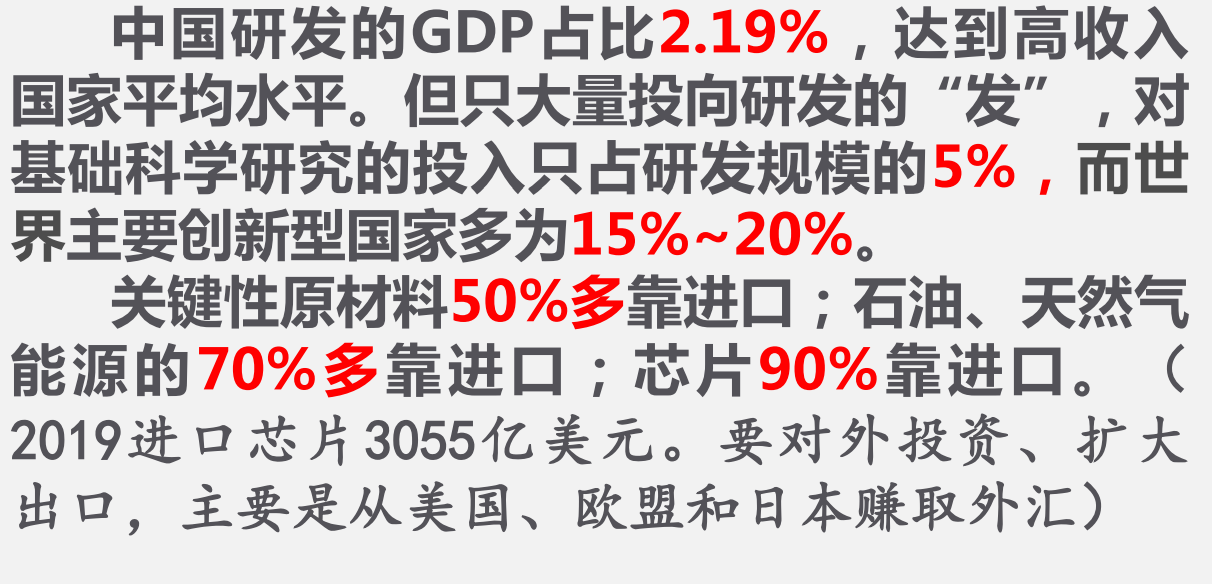 中国研发的GDP占比2.19%，达到高收入
国家平均水平。但只大量投向研发的“发”，对
基础科学研究的投入只占研发规模的5%，而世
界主要创新型国家多为15%~20%。
关键性原材料50%多靠进口；石油、天然气
能源的70%多靠进口；芯片90%靠进口。（
2019进口芯片3055亿美元。要对外投资、扩大
出口，主要是从美国、欧盟和日本赚取外汇）